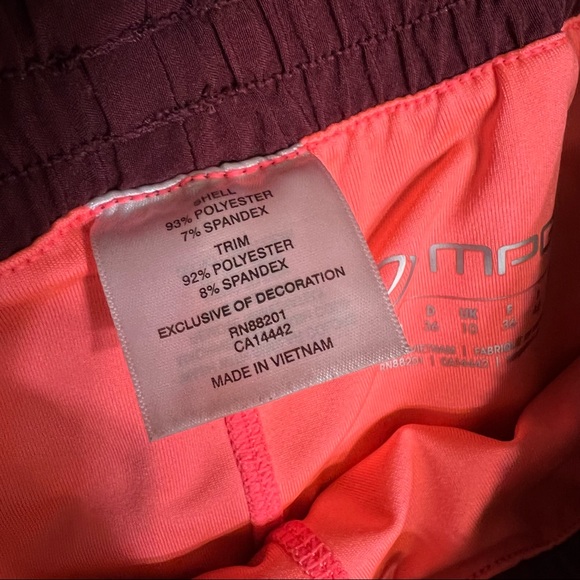 SHELL
93% POLYESTER
7% SPANDEX
TRIM
92% POLYESTER
8% SPANDEX
EXCLUSIVE OF DECORATION
RN88201
CA14442
MADE IN VIETNAM
MPG